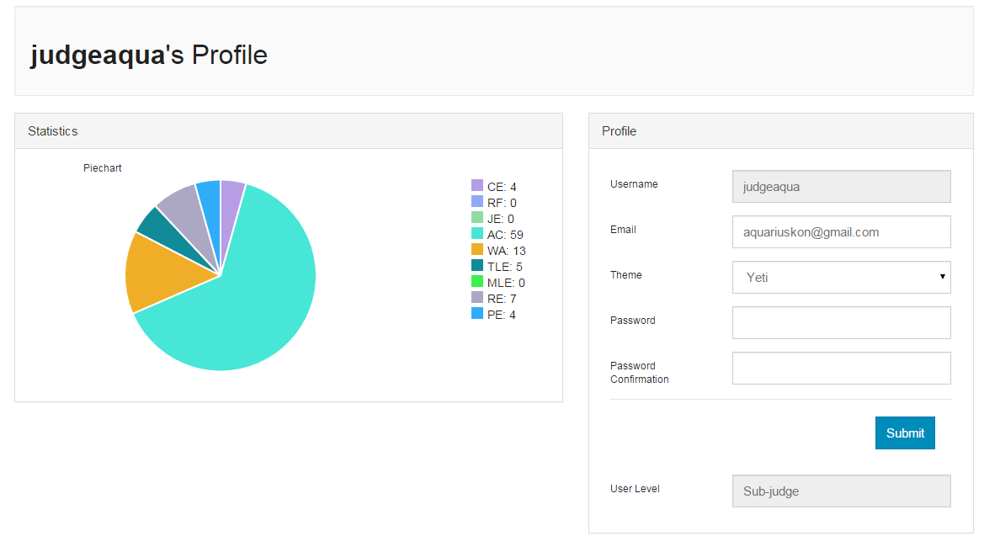 judgeaqua's Profile
Statistics
Piechart
CE: 4
RF: 0
JE: 0
AC: 59
WA: 13
TLE: 5
MLE: 0
RE: 7
PE: 4
Profile
Username
judgeaqua
Email
aquariuskon@gmail.com
Theme
Yeti
Password
Password
Confirmation
Submit
User Level
Sub-judge